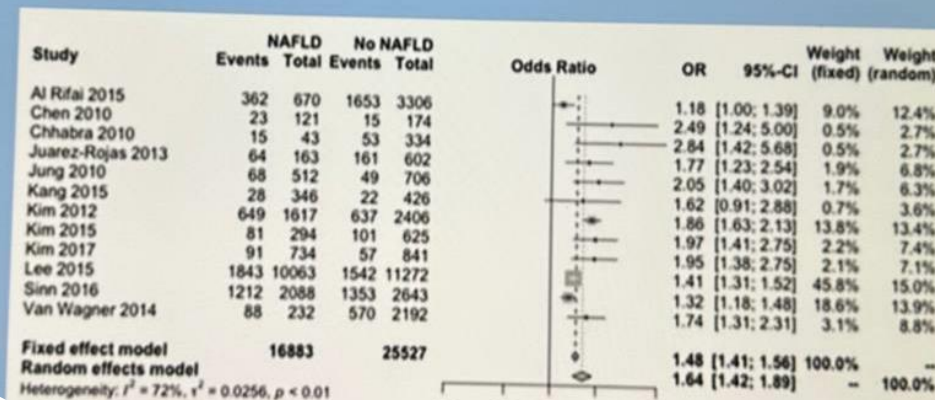 NAFLD No NAFLD Weight Weight
Study Events Total Events Total Odds Ratio OR 95%-CI (fixed) (random)
Al Rifai 2015 362 670 1653 3306 1.18 [1.00; 1.39] 9.0% 12.4%
Chen 2010 23 121 15 174 2.49 [1.24; 5.00] 0.5% 2.7%
Chhabra 2010 15 43 53 334 2.84 [1.42; 5.68] 0.5% 2.7%
Juarez-Rojas 2013 64 163 161 602 1.77 [1.23; 2.54] 1.9% 6.8%
Jung 2010 68 512 49 706 2.05 [1.40; 3.02] 1.7% 6.3%
Kang 2015 28 346 22 426 1.62 [0.91; 2.88] 0.7% 3.6%
Kim 2012 649 1617 637 2406 1.86 [1.63; 2.13] 13.8% 13.4%
Kim 2015 81 294 101 625 1.97 [1.41; 2.75] 2.2% 7.4%
Kim 2017 91 734 57 841 1.95 [1.38; 2.75] 2.1% 7.1%
Lee 2015 1843 10063 1542 11272 1.41 [1.31; 1.52] 45.8% 15.0%
Sinn 2016 1212 2088 1353 2643 1.32 [1.18; 1.48] 18.6% 13.9%
Van Wagner 2014 88 232 570 2192 1.74 [1.31; 2.31] 3.1% 8.8%
Fixed effect model 16883 25527 1.48 [1.41; 1.56] 100.0% --
Random effects model 1.64 [1.42; 1.89] -- 100.0%
Heterogeneity: I² = 72%, τ² = 0.0256, p < 0.01